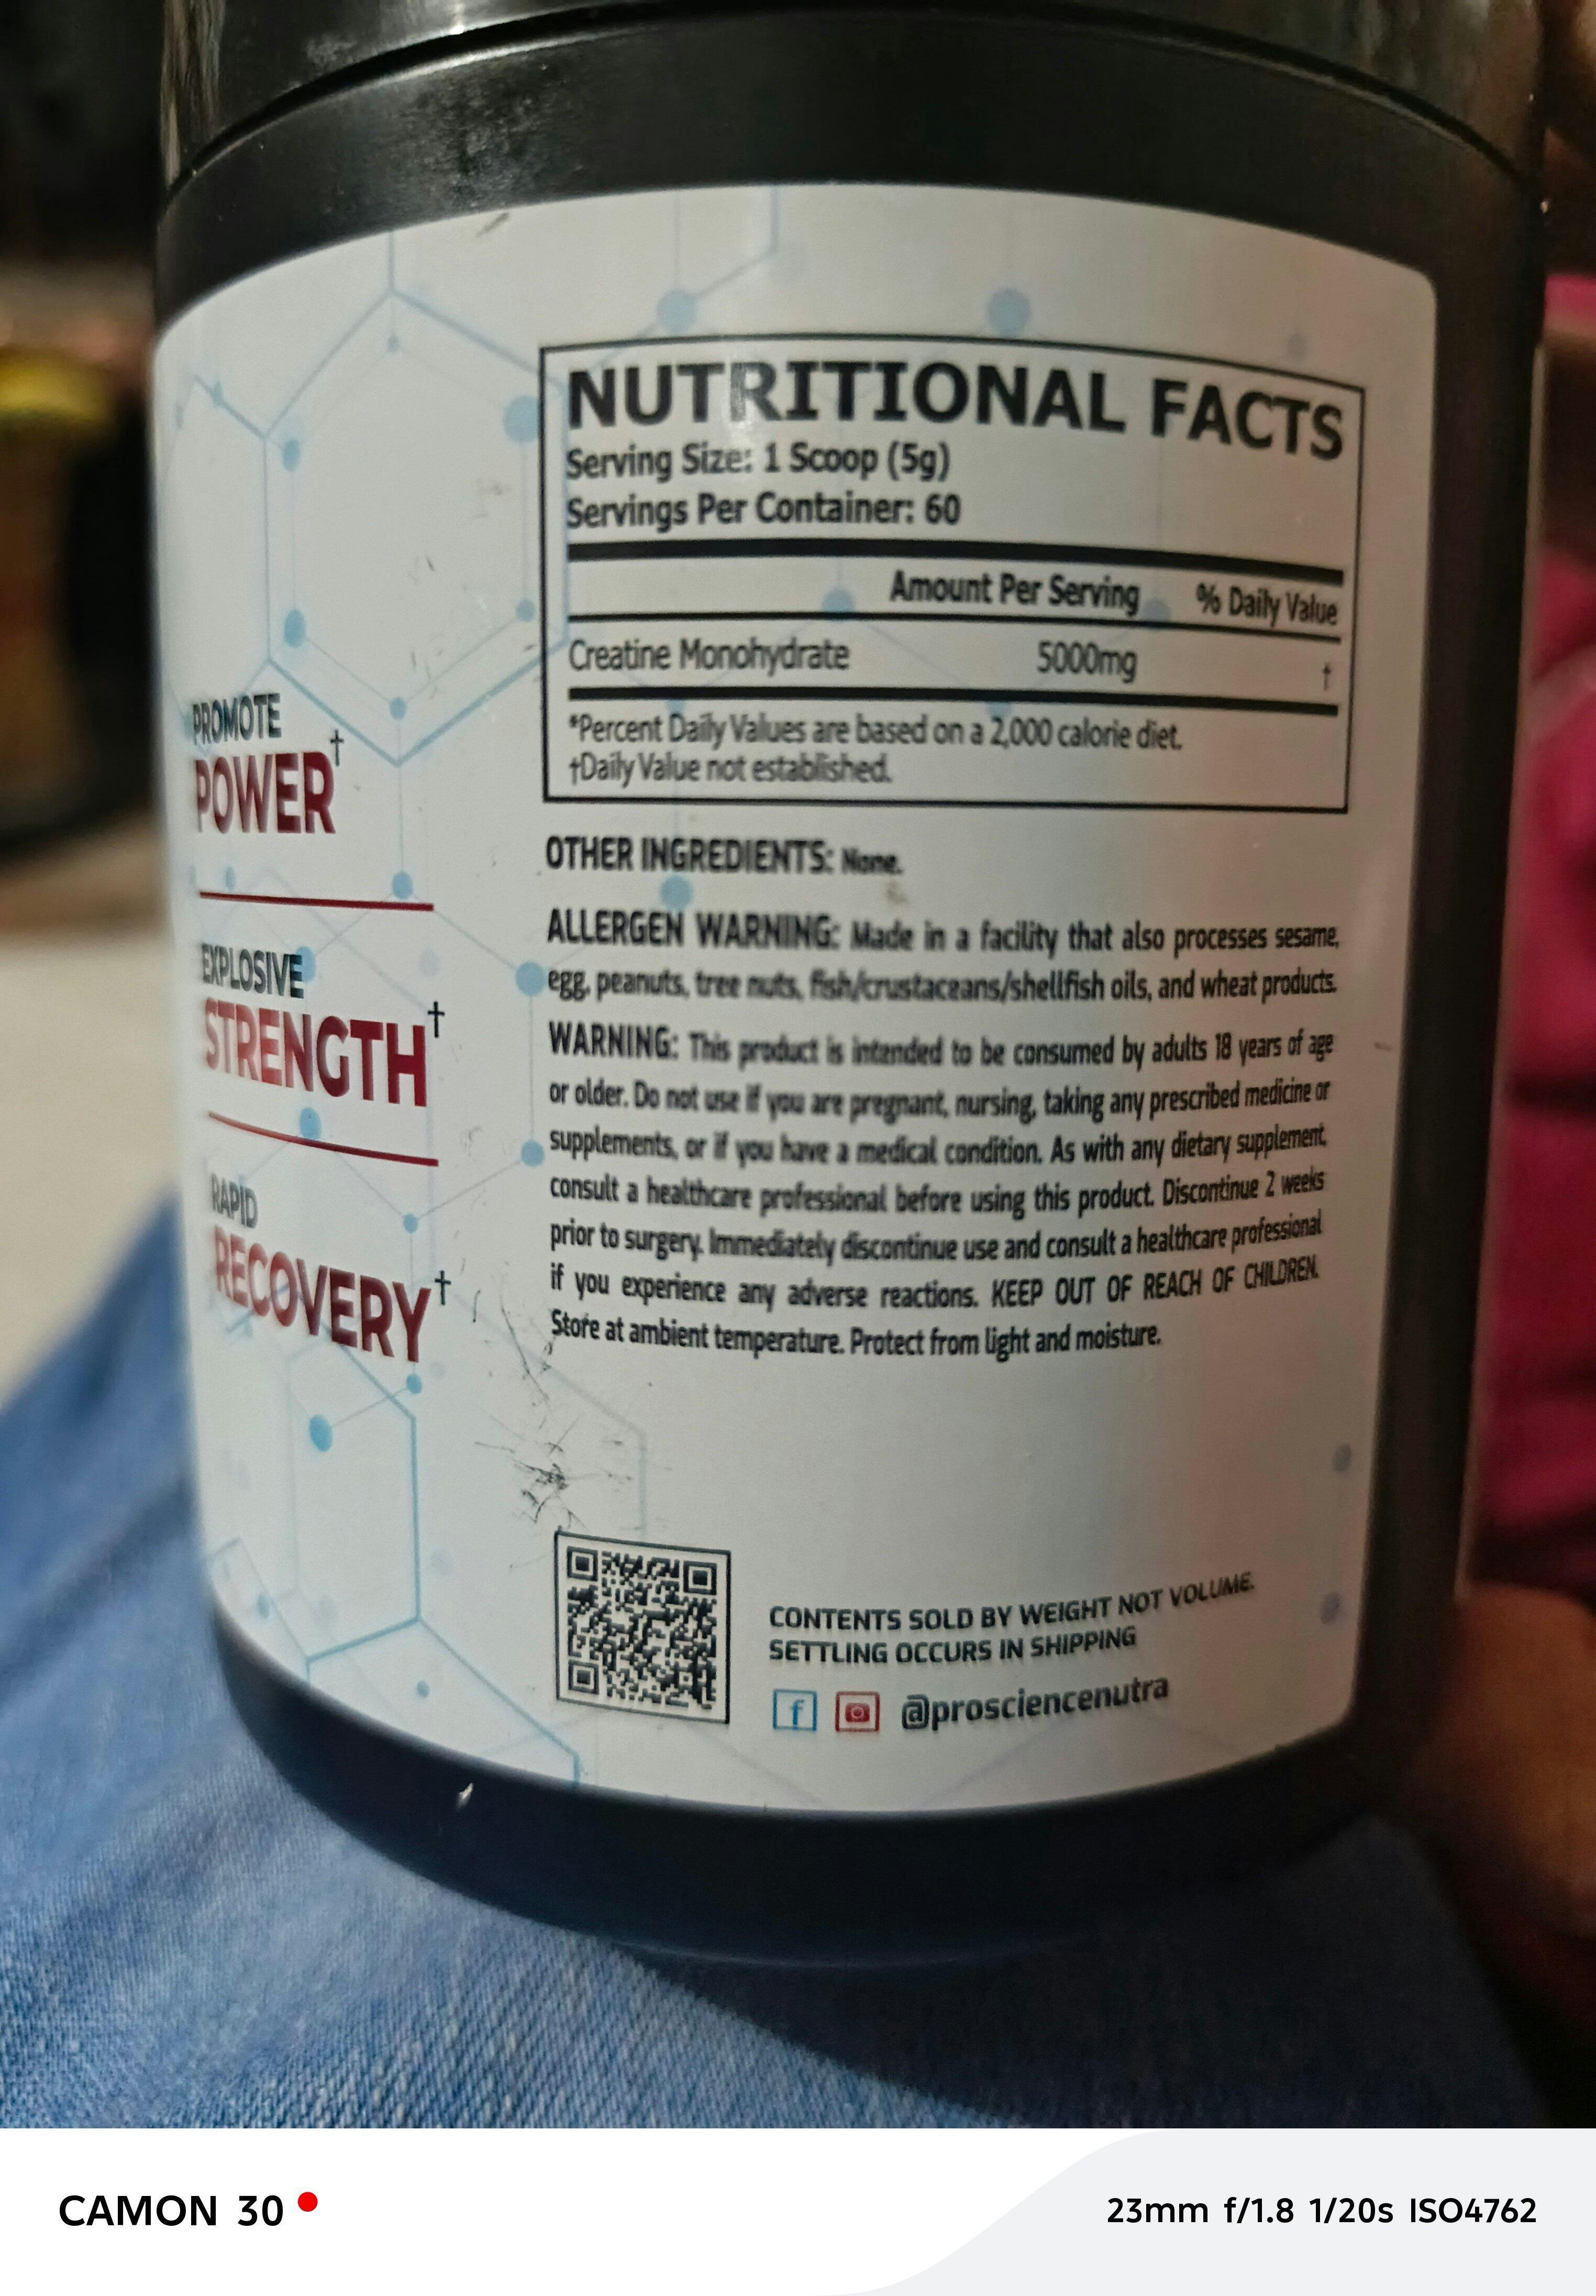 NUTRITIONAL FACTS
Serving Size: 1 Scoop (5g)
Servings Per Container: 60
Amount Per Serving % Daily Value
Creatine Monohydrate 5000mg †
*Percent Daily Values are based on a 2,000 calorie diet.
†Daily Value not established.
PROMOTE
POWER†
EXPLOSIVE
STRENGTH†
RAPID
RECOVERY†
OTHER INGREDIENTS: None.
ALLERGEN WARNING: Made in a facility that also processes sesame,
egg, peanuts, tree nuts, fish/crustaceans/shellfish oils, and wheat products.
WARNING: This product is intended to be consumed by adults 18 years of age
or older. Do not use if you are pregnant, nursing, taking any prescribed medicine or
supplements, or if you have a medical condition. As with any dietary supplement,
consult a healthcare professional before using this product. Discontinue 2 weeks
prior to surgery. Immediately discontinue use and consult a healthcare professional
if you experience any adverse reactions. KEEP OUT OF REACH OF CHILDREN.
Store at ambient temperature. Protect from light and moisture.
CONTENTS SOLD BY WEIGHT NOT VOLUME.
SETTLING OCCURS IN SHIPPING
f @prosciencenutra
CAMON 30
23mm f/1.8 1/20s ISO4762